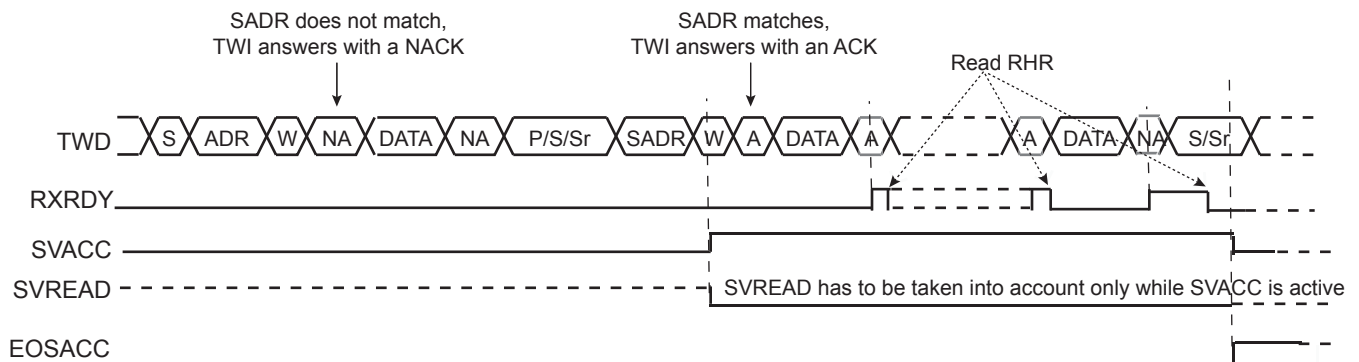 SADR does not match,
TWI answers with a NACK
SADR matches,
TWI answers with an ACK
Read RHR
TWD S ADR W NA DATA NA P/S/Sr SADR W A DATA A A DATA NA S/Sr
RXRDY
SVACC
SVREAD SVREAD has to be taken into account only while SVACC is active
EOSACC